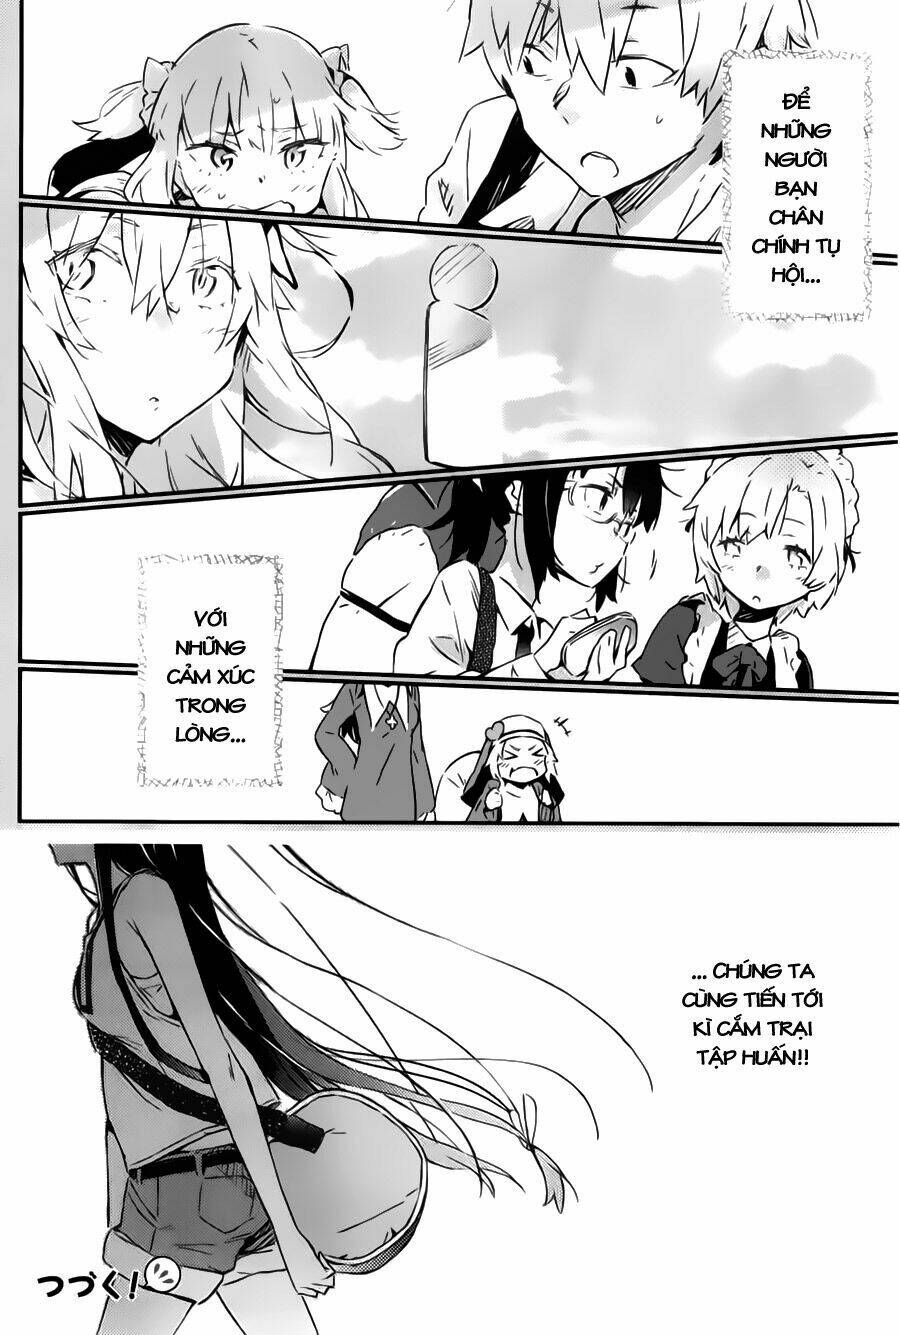 ĐỂ
NHỮNG
NGƯỜI
BẠN
CHÂN
CHÍNH TỤ
HỘI...
VỚI
NHỮNG
CẢM XÚC
TRONG
LÒNG...
... CHÚNG TA
CÙNG TIẾN TỚI
KÌ CẮM TRẠI
TẬP HUẤN!!
つづく!